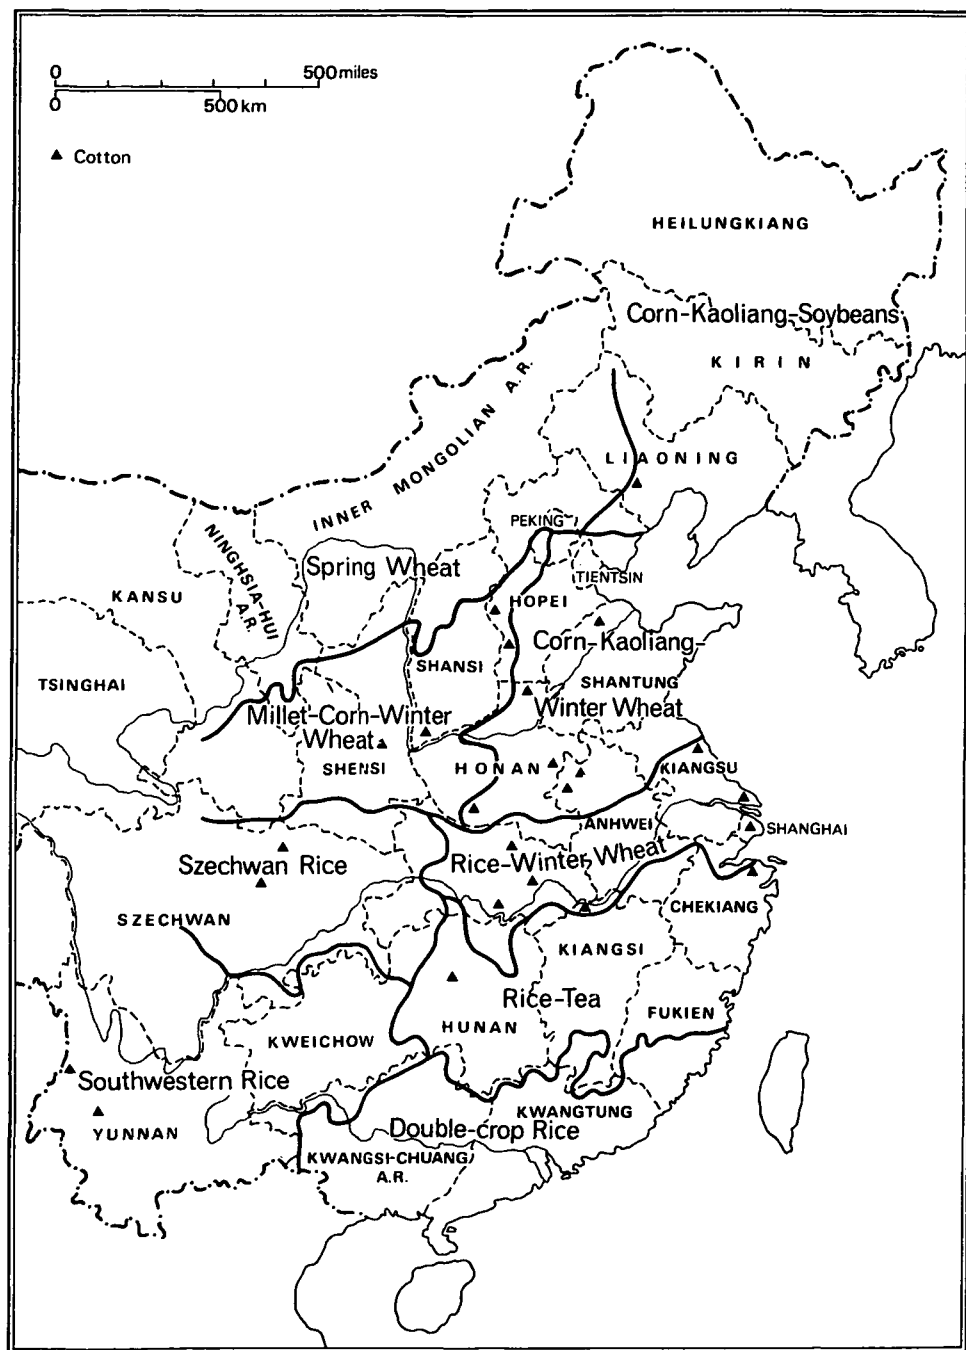 0 500 miles
0 500 km
▲ Cotton
HEILUNGKIANG
Corn-Kaoliang-Soybeans
KIRIN
INNER MONGOLIAN A.R.
LIAONING
PEKING
NINGHSIA-HUI A.R.
Spring Wheat
TIENTSIN
KANSU
HOPEI
Corn-Kaoliang-
Winter Wheat
SHANSI
TSINGHAI
SHANTUNG
Millet-Corn-Winter
Wheat
SHENSI
HONAN
KIANGSU
ANHWEI
SHANGHAI
Szechwan Rice
Rice-Winter Wheat
SZECHWAN
CHEKIANG
KIANGSI
Rice-Tea
FUKIEN
HUNAN
KWEICHOW
Southwestern Rice
YUNNAN
KWANGTUNG
Double-crop Rice
KWANGSI-CHUANG
A.R.